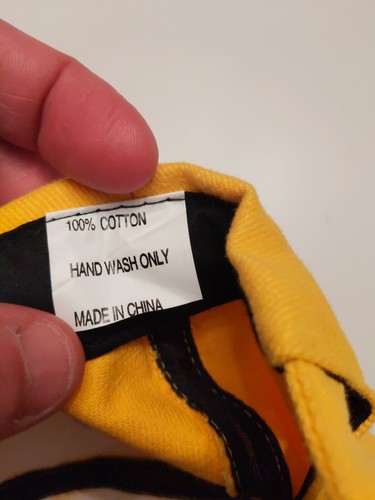 100% COTTON
HAND WASH ONLY
MADE IN CHINA